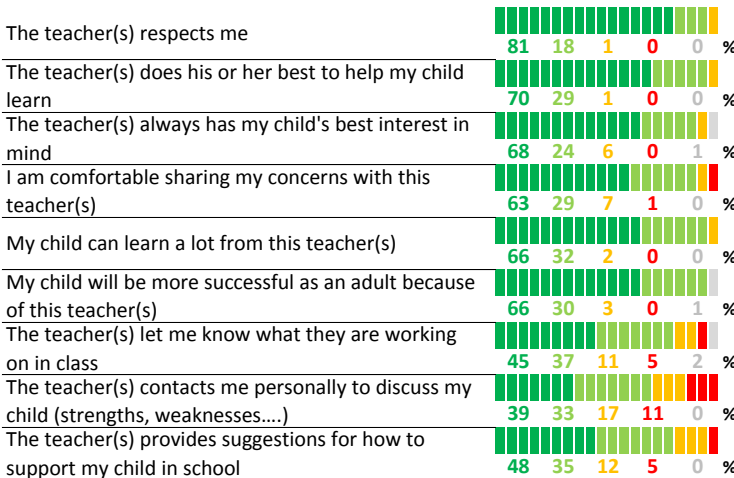 The teacher(s) respects me
81 18 1 0 0 %
The teacher(s) does his or her best to help my child
learn
70 29 1 0 0 %
The teacher(s) always has my child's best interest in
mind
68 24 6 0 1 %
I am comfortable sharing my concerns with this
teacher(s)
63 29 7 1 0 %
My child can learn a lot from this teacher(s)
66 32 2 0 0 %
My child will be more successful as an adult because
of this teacher(s)
66 30 3 0 1 %
The teacher(s) let me know what they are working
on in class
45 37 11 5 2 %
The teacher(s) contacts me personally to discuss my
child (strengths, weaknesses....)
39 33 17 11 0 %
The teacher(s) provides suggestions for how to
support my child in school
48 35 12 5 0 %